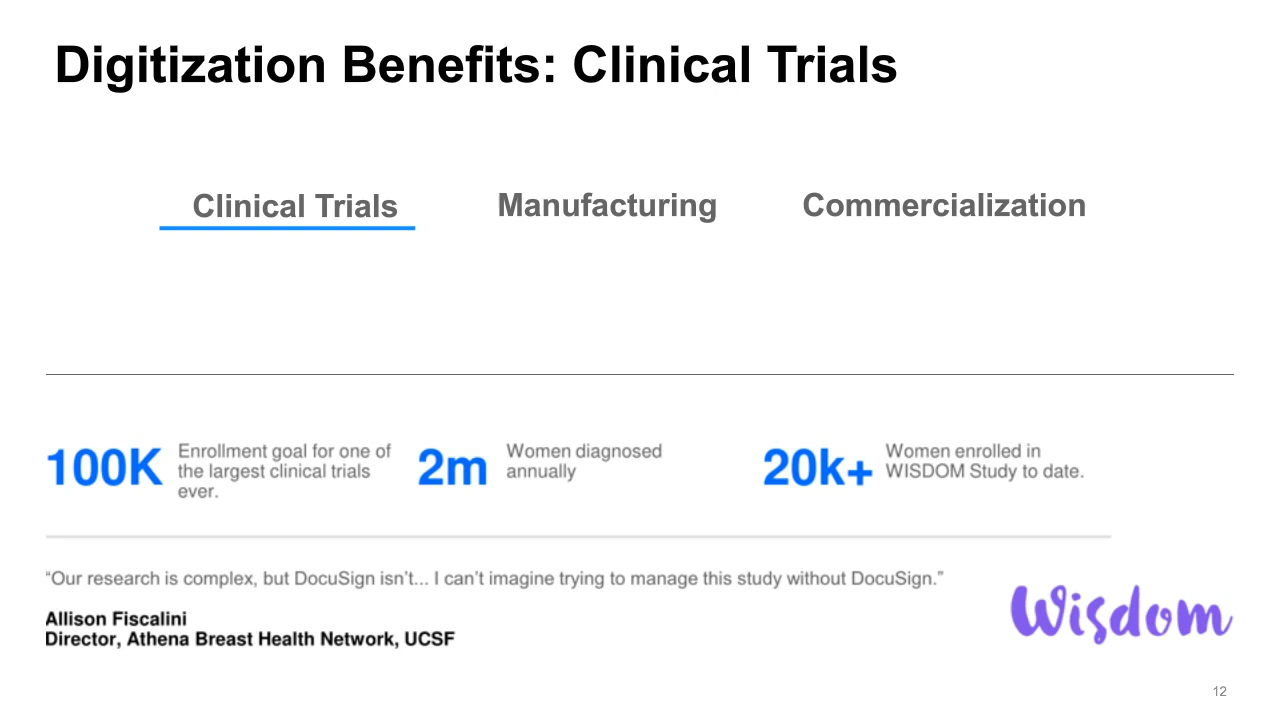 Digitization Benefits: Clinical Trials
Clinical Trials
Manufacturing
Commercialization
100K
Enrollment goal for one of
the largest clinical trials
ever.
2m
Women diagnosed
annually
20k+
Women enrolled in
WISDOM Study to date.
“Our research is complex, but DocuSign isn’t... I can’t imagine trying to manage this study without DocuSign.”
Allison Fiscalini
Director, Athena Breast Health Network, UCSF
Wisdom
12